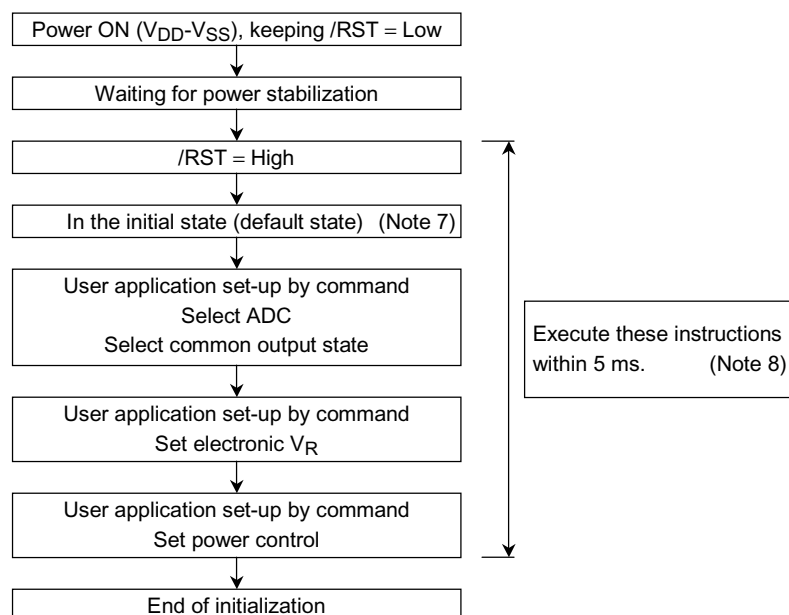 Power ON (VDD-VSS), keeping /RST = Low
Waiting for power stabilization
/RST = High
In the initial state (default state) (Note 7)
User application set-up by command
Select ADC
Select common output state
Execute these instructions
within 5 ms. (Note 8)
User application set-up by command
Set electronic VR
User application set-up by command
Set power control
End of initialization